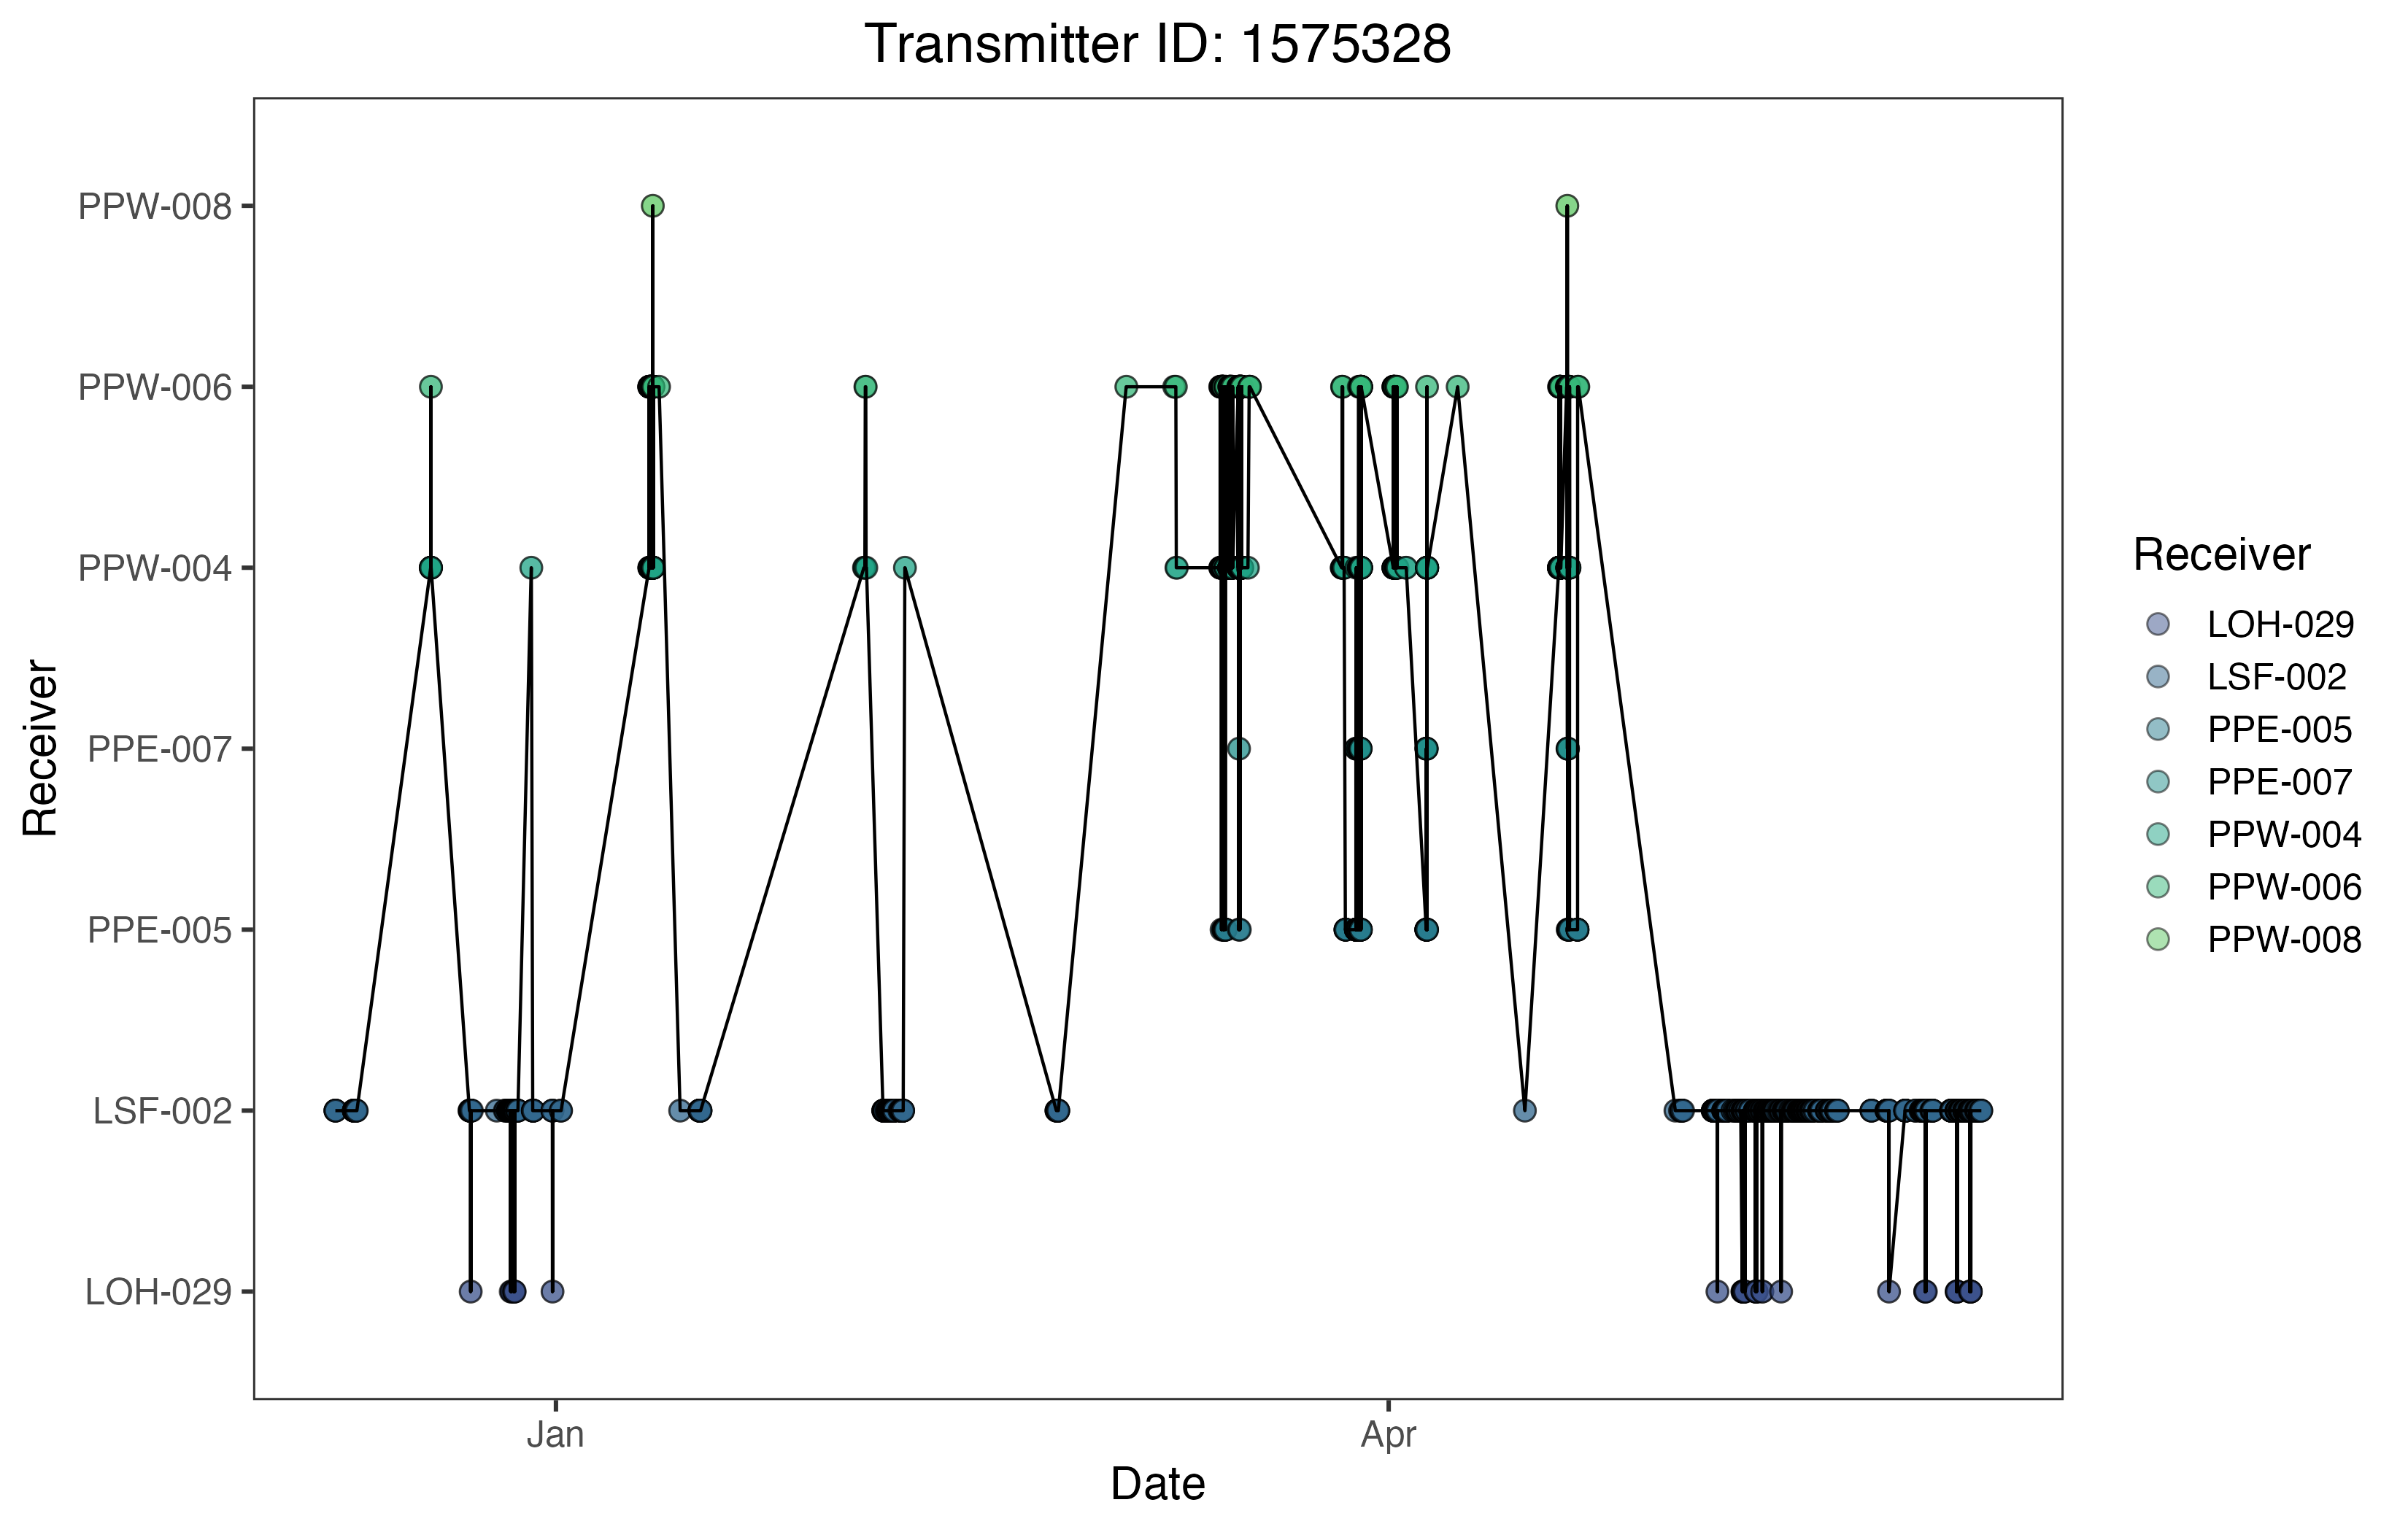 Transmitter ID: 1575328
PPW-008
PPW-006
PPW-004
PPE-007
PPE-005
LSF-002
LOH-029
Receiver
Jan
Apr
Date
Receiver
LOH-029
LSF-002
PPE-005
PPE-007
PPW-004
PPW-006
PPW-008